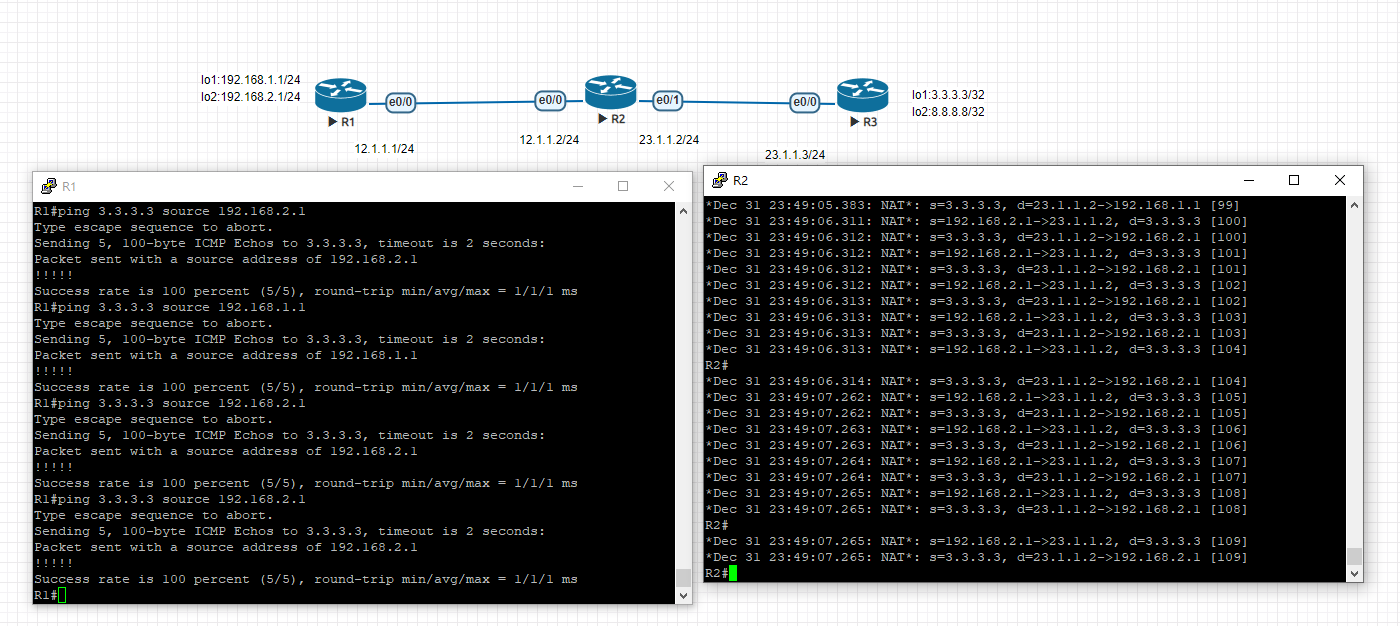 lo1:192.168.1.1/24
lo2:192.168.2.1/24
e0/0
R1
12.1.1.1/24
e0/0
R2
e0/1
12.1.1.2/24
23.1.1.2/24
e0/0
R3
23.1.1.3/24
lo1:3.3.3.3/32
lo2:8.8.8.8/32
R1
R1#ping 3.3.3.3 source 192.168.2.1
Type escape sequence to abort.
Sending 5, 100-byte ICMP Echos to 3.3.3.3, timeout is 2 seconds:
Packet sent with a source address of 192.168.2.1
!!!!!
Success rate is 100 percent (5/5), round-trip min/avg/max = 1/1/1 ms
R1#ping 3.3.3.3 source 192.168.1.1
Type escape sequence to abort.
Sending 5, 100-byte ICMP Echos to 3.3.3.3, timeout is 2 seconds:
Packet sent with a source address of 192.168.1.1
!!!!!
Success rate is 100 percent (5/5), round-trip min/avg/max = 1/1/1 ms
R1#ping 3.3.3.3 source 192.168.2.1
Type escape sequence to abort.
Sending 5, 100-byte ICMP Echos to 3.3.3.3, timeout is 2 seconds:
Packet sent with a source address of 192.168.2.1
!!!!!
Success rate is 100 percent (5/5), round-trip min/avg/max = 1/1/1 ms
R1#ping 3.3.3.3 source 192.168.2.1
Type escape sequence to abort.
Sending 5, 100-byte ICMP Echos to 3.3.3.3, timeout is 2 seconds:
Packet sent with a source address of 192.168.2.1
!!!!!
Success rate is 100 percent (5/5), round-trip min/avg/max = 1/1/1 ms
R1#
R2
*Dec 31 23:49:05.383: NAT*: s=3.3.3.3, d=23.1.1.2->192.168.1.1 [99]
*Dec 31 23:49:06.311: NAT*: s=192.168.2.1->23.1.1.2, d=3.3.3.3 [100]
*Dec 31 23:49:06.312: NAT*: s=3.3.3.3, d=23.1.1.2->192.168.2.1 [100]
*Dec 31 23:49:06.312: NAT*: s=192.168.2.1->23.1.1.2, d=3.3.3.3 [101]
*Dec 31 23:49:06.312: NAT*: s=3.3.3.3, d=23.1.1.2->192.168.2.1 [101]
*Dec 31 23:49:06.312: NAT*: s=192.168.2.1->23.1.1.2, d=3.3.3.3 [102]
*Dec 31 23:49:06.313: NAT*: s=3.3.3.3, d=23.1.1.2->192.168.2.1 [102]
*Dec 31 23:49:06.313: NAT*: s=192.168.2.1->23.1.1.2, d=3.3.3.3 [103]
*Dec 31 23:49:06.313: NAT*: s=3.3.3.3, d=23.1.1.2->192.168.2.1 [103]
*Dec 31 23:49:06.313: NAT*: s=192.168.2.1->23.1.1.2, d=3.3.3.3 [104]
R2#
*Dec 31 23:49:06.314: NAT*: s=3.3.3.3, d=23.1.1.2->192.168.2.1 [104]
*Dec 31 23:49:07.262: NAT*: s=192.168.2.1->23.1.1.2, d=3.3.3.3 [105]
*Dec 31 23:49:07.262: NAT*: s=3.3.3.3, d=23.1.1.2->192.168.2.1 [105]
*Dec 31 23:49:07.263: NAT*: s=192.168.2.1->23.1.1.2, d=3.3.3.3 [106]
*Dec 31 23:49:07.263: NAT*: s=3.3.3.3, d=23.1.1.2->192.168.2.1 [106]
*Dec 31 23:49:07.264: NAT*: s=192.168.2.1->23.1.1.2, d=3.3.3.3 [107]
*Dec 31 23:49:07.264: NAT*: s=3.3.3.3, d=23.1.1.2->192.168.2.1 [107]
*Dec 31 23:49:07.265: NAT*: s=192.168.2.1->23.1.1.2, d=3.3.3.3 [108]
*Dec 31 23:49:07.265: NAT*: s=3.3.3.3, d=23.1.1.2->192.168.2.1 [108]
R2#
*Dec 31 23:49:07.265: NAT*: s=192.168.2.1->23.1.1.2, d=3.3.3.3 [109]
*Dec 31 23:49:07.265: NAT*: s=3.3.3.3, d=23.1.1.2->192.168.2.1 [109]
R2#